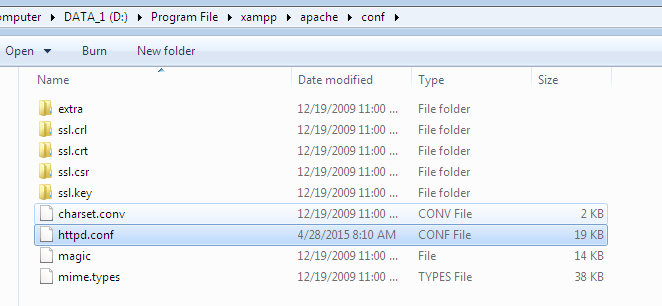 omputer ▸ DATA_1 (D:) ▸ Program File ▸ xampp ▸ apache ▸ conf ▸
Open Burn New folder
Name Date modified Type Size
extra 12/19/2009 11:00 ... File folder
ssl.crl 12/19/2009 11:00 ... File folder
ssl.crt 12/19/2009 11:00 ... File folder
ssl.csr 12/19/2009 11:00 ... File folder
ssl.key 12/19/2009 11:00 ... File folder
charset.conv 12/19/2009 11:00 ... CONV File 2 KB
httpd.conf 4/28/2015 8:10 AM CONF File 19 KB
magic 12/19/2009 11:00 ... File 14 KB
mime.types 12/19/2009 11:00 ... TYPES File 38 KB